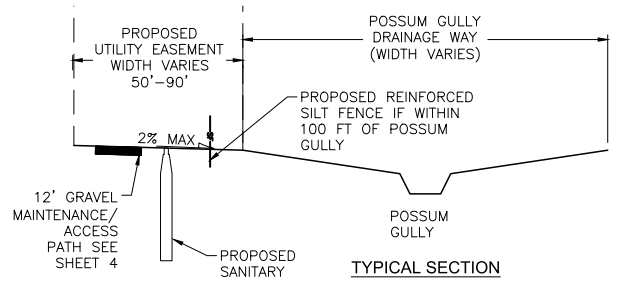 PROPOSED
UTILITY EASEMENT
WIDTH VARIES
50'-90'
POSSUM GULLY
DRAINAGE WAY
(WIDTH VARIES)
PROPOSED REINFORCED
SILT FENCE IF WITHIN
100 FT OF POSSUM
GULLY
2% MAX
SF
12' GRAVEL
MAINTENANCE/
ACCESS
PATH SEE
SHEET 4
PROPOSED
SANITARY
POSSUM
GULLY
TYPICAL SECTION